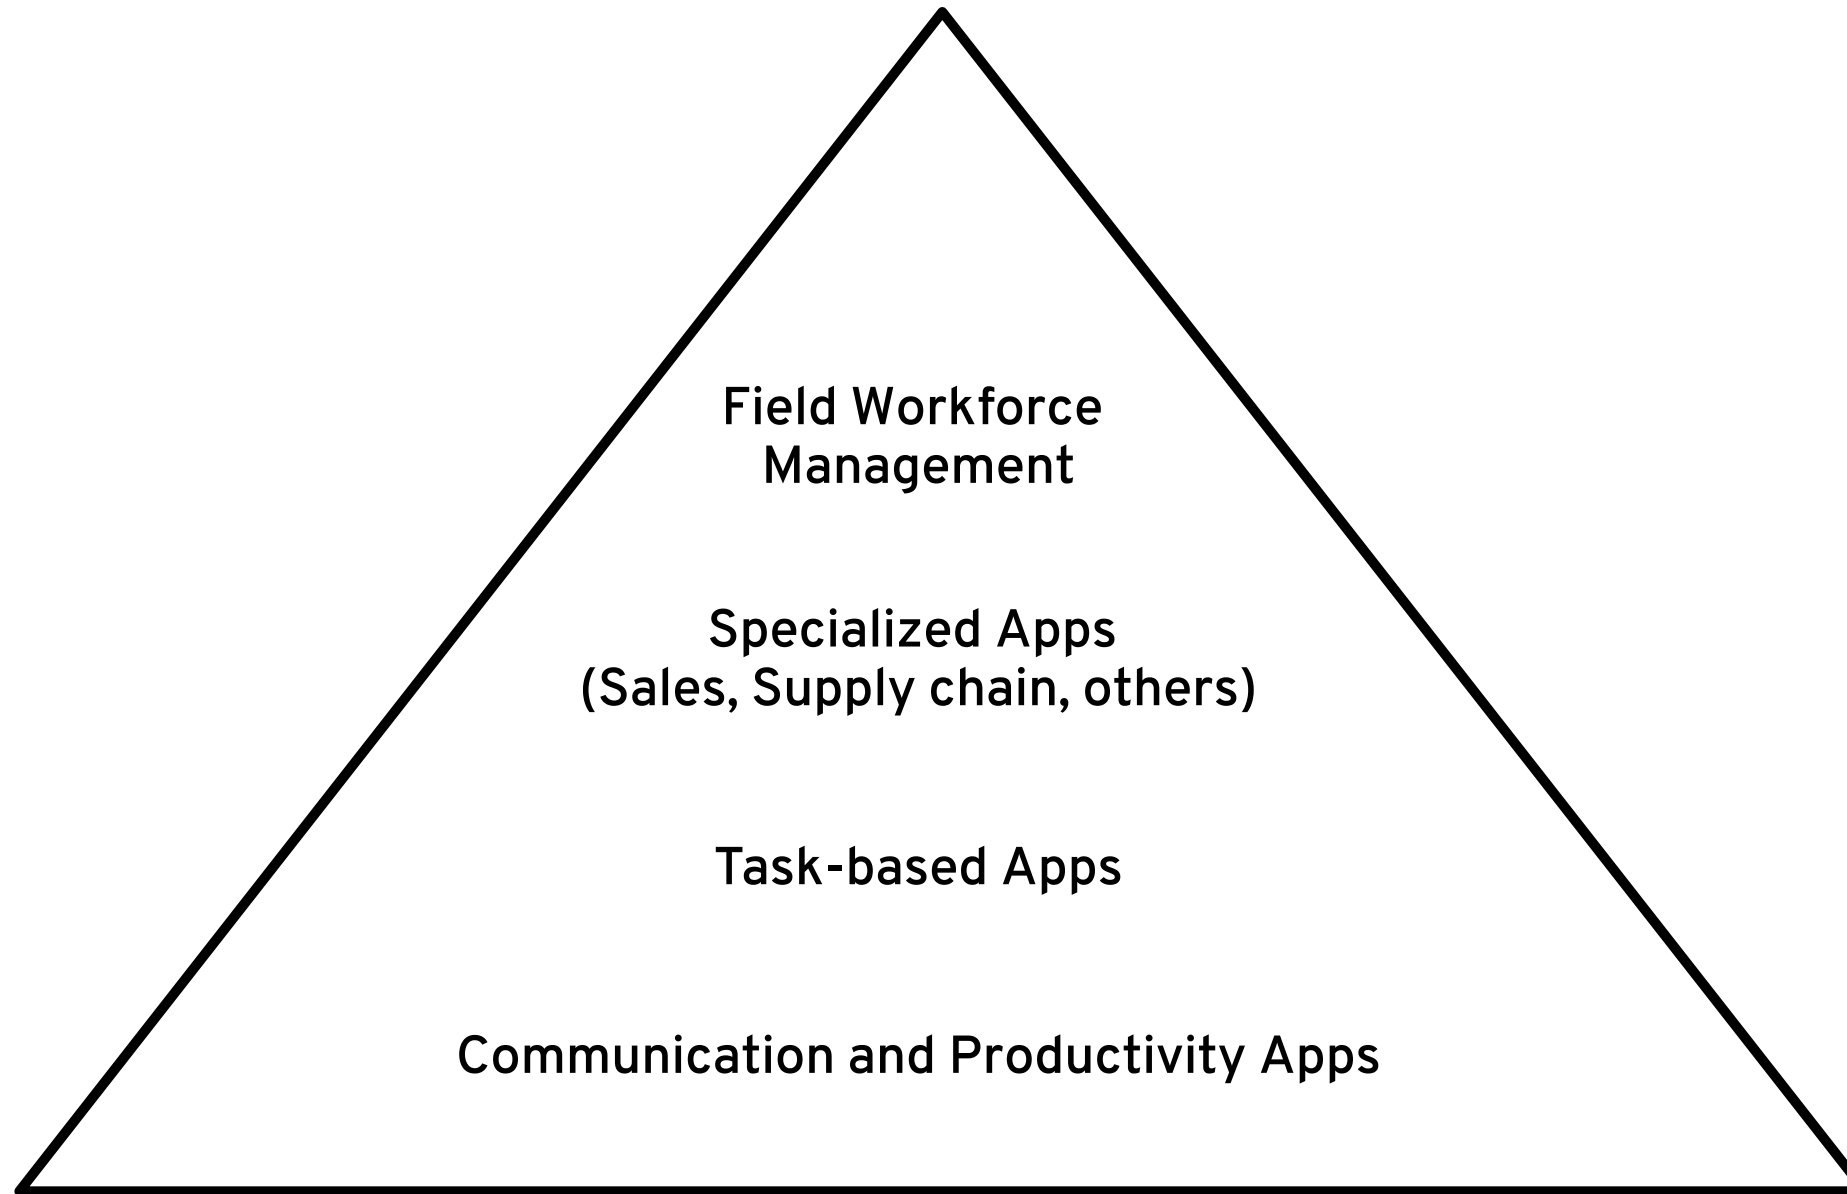 Field Workforce
Management
Specialized Apps
(Sales, Supply chain, others)
Task-based Apps
Communication and Productivity Apps